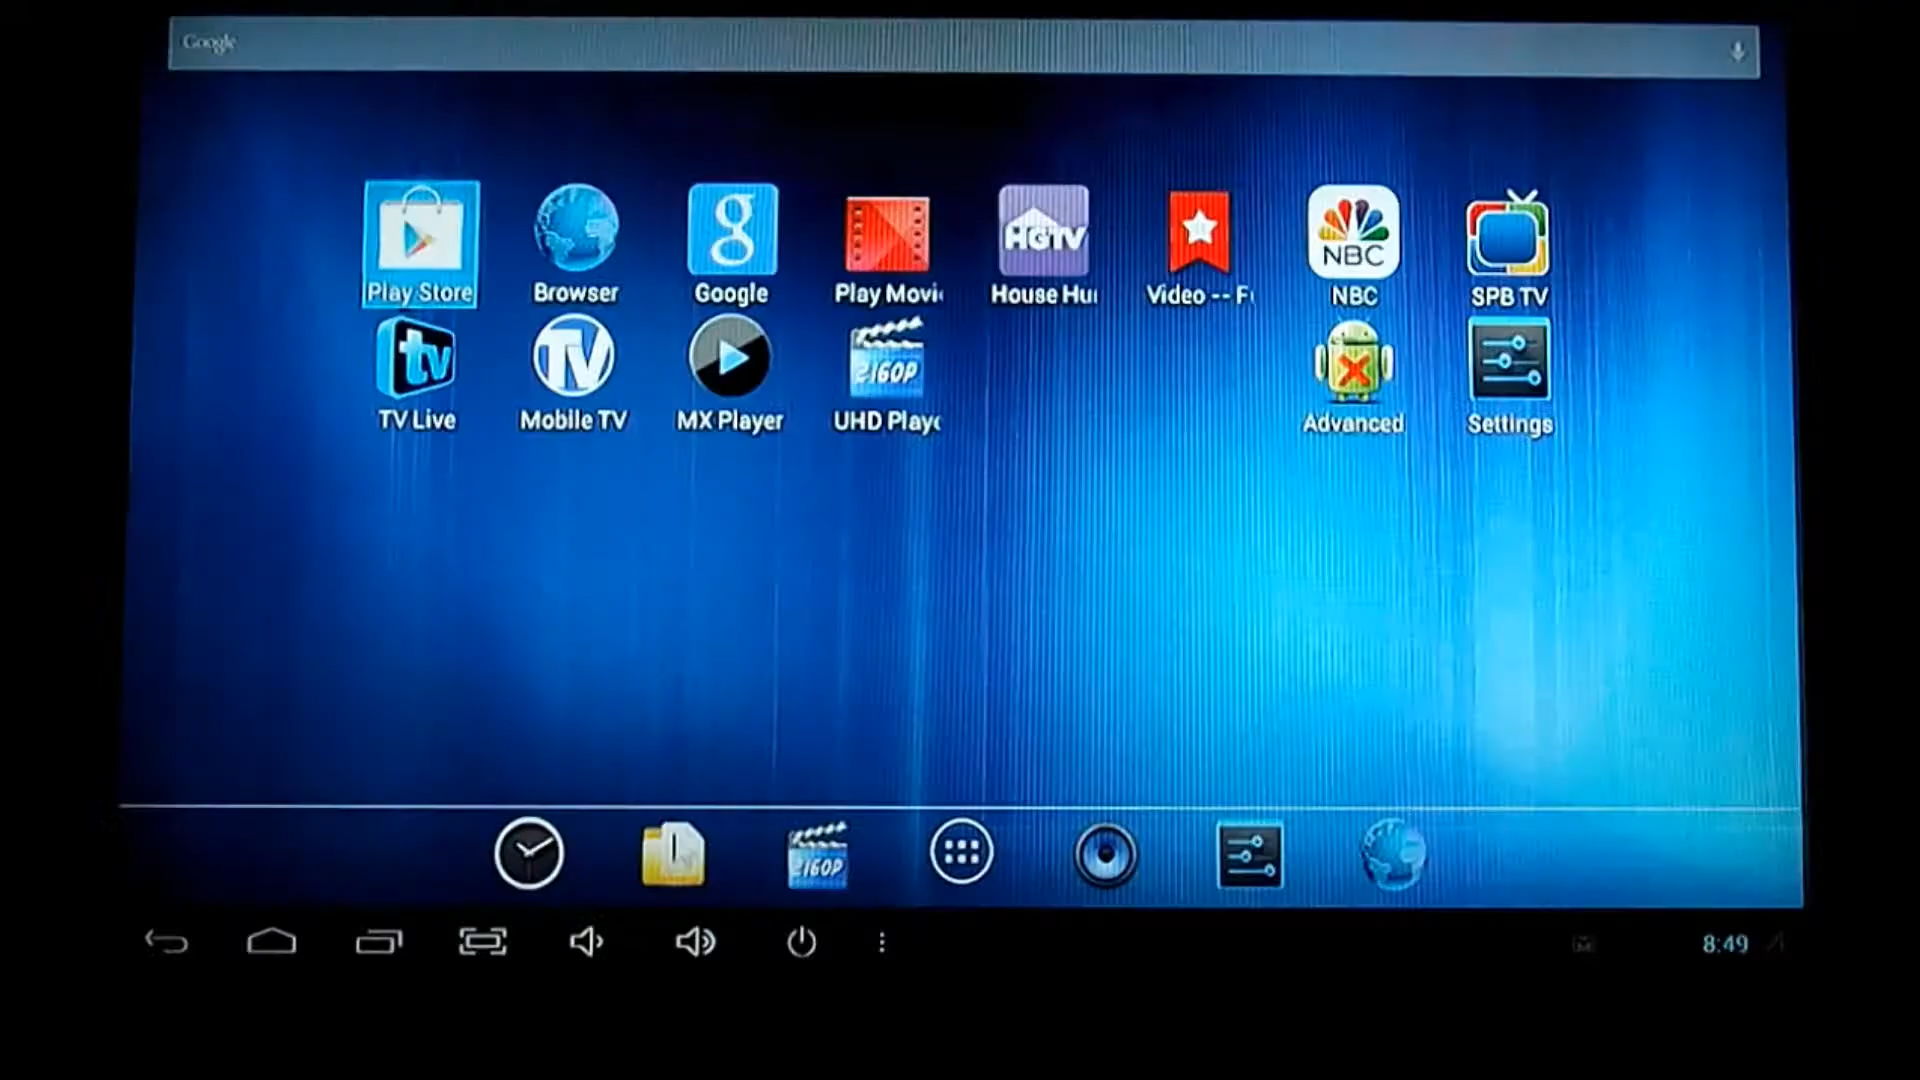 Google
Play Store
Browser
g
Google
Play Movi
HGTV
House Hu
Video -- F
NBC
NBC
SPB TV
tv
TV Live
TV
Mobile TV
MX Player
2160P
UHD Play
Advanced
Settings
2160P
8:49